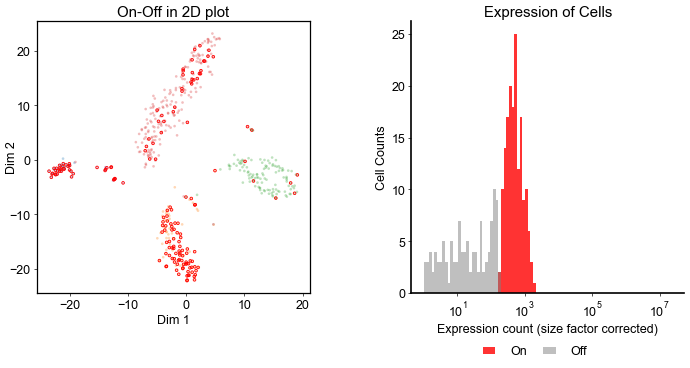 On-Off in 2D plot
Dim 2
20
10
0
−10
−20
−20 −10 0 10 20
Dim 1
Expression of Cells
Cell Counts
25
20
15
10
5
0
10^1 10^3 10^5 10^7
Expression count (size factor corrected)
On Off